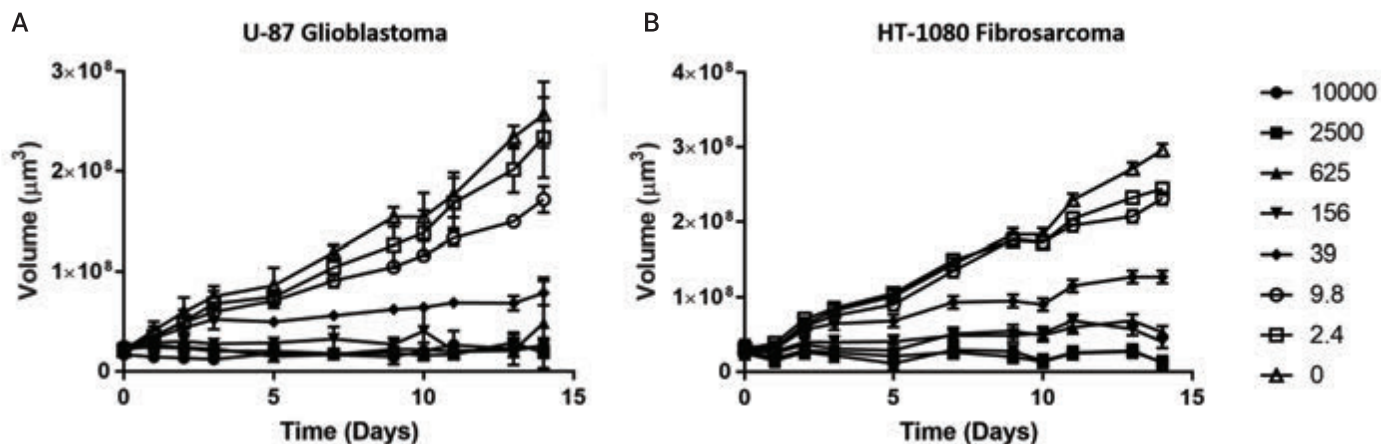 A
U-87 Glioblastoma
3×10⁸
2×10⁸
1×10⁸
0
Volume (μm³)
0 5 10 15
Time (Days)
B
HT-1080 Fibrosarcoma
4×10⁸
3×10⁸
2×10⁸
1×10⁸
0
Volume (μm³)
0 5 10 15
Time (Days)
10000
2500
625
156
39
9.8
2.4
0